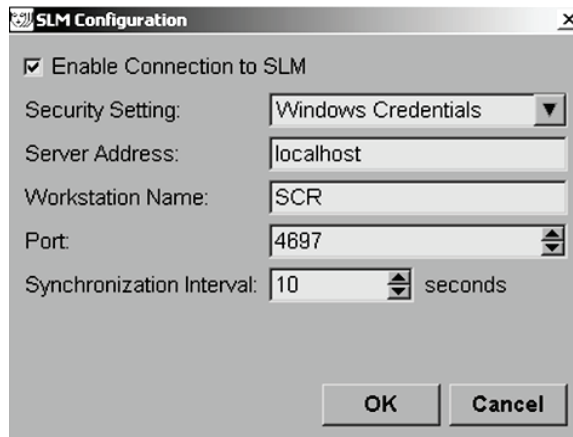 SLM Configuration
Enable Connection to SLM
Security Setting: Windows Credentials
Server Address: localhost
Workstation Name: SCR
Port: 4697
Synchronization Interval: 10 seconds
OK Cancel